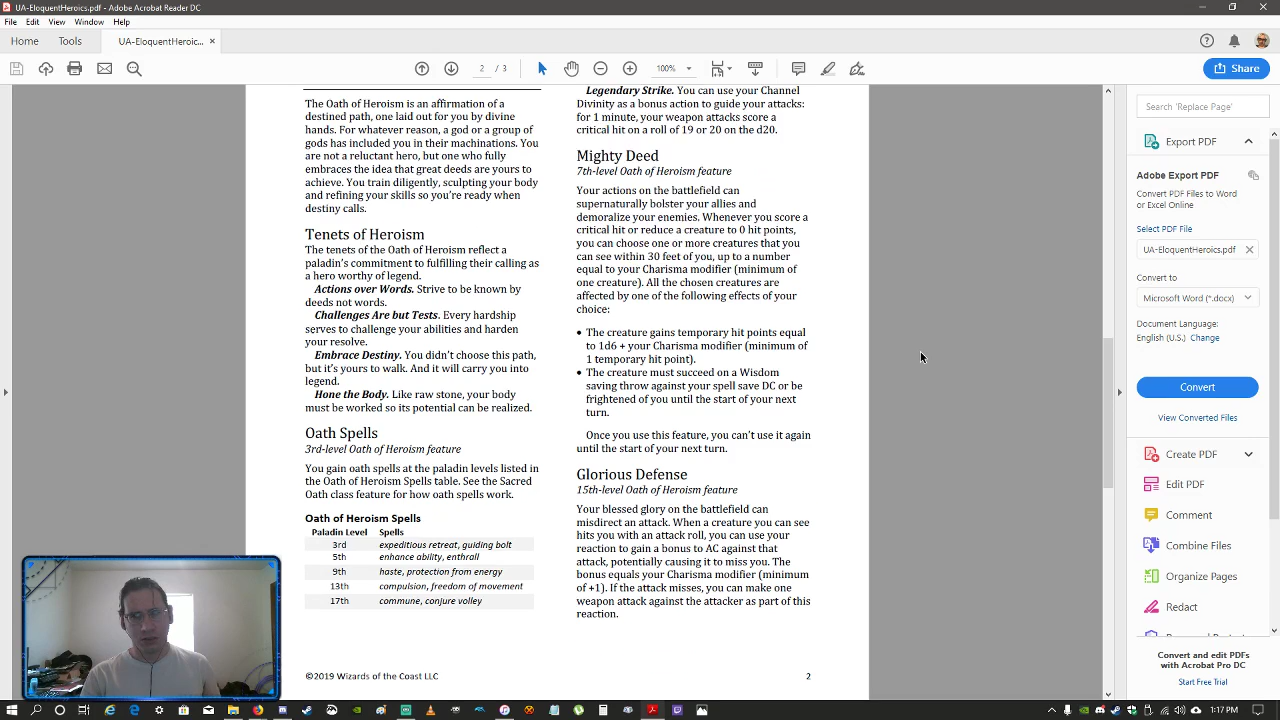 UA-EloquentHeroics.pdf - Adobe Acrobat Reader DC
File Edit View Window Help
Home Tools UA-EloquentHeroic... ×
2 / 3 100% Share
The Oath of Heroism is an affirmation of a
destined path, one laid out for you by divine
hands. For whatever reason, a god or a group of
gods has included you in their machinations. You
are not a reluctant hero, but one who fully
embraces the idea that great deeds are yours to
achieve. You train diligently, sculpting your body
and refining your skills so you're ready when
destiny calls.
Tenets of Heroism
The tenets of the Oath of Heroism reflect a
paladin's commitment to fulfilling their calling as
a hero worthy of legend.
Actions over Words. Strive to be known by
deeds not words.
Challenges Are but Tests. Every hardship
serves to challenge your abilities and harden
your resolve.
Embrace Destiny. You didn't choose this path,
but it's yours to walk. And it will carry you into
legend.
Hone the Body. Like raw stone, your body
must be worked so its potential can be realized.
Oath Spells
3rd-level Oath of Heroism feature
You gain oath spells at the paladin levels listed in
the Oath of Heroism Spells table. See the Sacred
Oath class feature for how oath spells work.
Oath of Heroism Spells
Paladin Level Spells
3rd expeditious retreat, guiding bolt
5th enhance ability, enthrall
9th haste, protection from energy
13th compulsion, freedom of movement
17th commune, conjure volley
©2019 Wizards of the Coast LLC
Legendary Strike. You can use your Channel
Divinity as a bonus action to guide your attacks:
for 1 minute, your weapon attacks score a
critical hit on a roll of 19 or 20 on the d20.
Mighty Deed
7th-level Oath of Heroism feature
Your actions on the battlefield can
supernaturally bolster your allies and
demoralize your enemies. Whenever you score a
critical hit or reduce a creature to 0 hit points,
you can choose one or more creatures that you
can see within 30 feet of you, up to a number
equal to your Charisma modifier (minimum of
one creature). All the chosen creatures are
affected by one of the following effects of your
choice:
• The creature gains temporary hit points equal
to 1d6 + your Charisma modifier (minimum of
1 temporary hit point).
• The creature must succeed on a Wisdom
saving throw against your spell save DC or be
frightened of you until the start of your next
turn.
Once you use this feature, you can't use it again
until the start of your next turn.
Glorious Defense
15th-level Oath of Heroism feature
Your blessed glory on the battlefield can
misdirect an attack. When a creature you can see
hits you with an attack roll, you can use your
reaction to gain a bonus to AC against that
attack, potentially causing it to miss you. The
bonus equals your Charisma modifier (minimum
of +1). If the attack misses, you can make one
weapon attack against the attacker as part of this
reaction.
2
Search 'Replace Page'
Export PDF
Adobe Export PDF
Convert PDF Files to Word
or Excel Online
Select PDF File
UA-EloquentHeroics.pdf
Convert to
Microsoft Word (*.docx)
Document Language:
English (U.S.) Change
Convert
View Converted Files
Create PDF
Edit PDF
Comment
Combine Files
Organize Pages
Redact
Convert and edit PDFs
with Acrobat Pro DC
Start Free Trial
1:17 PM